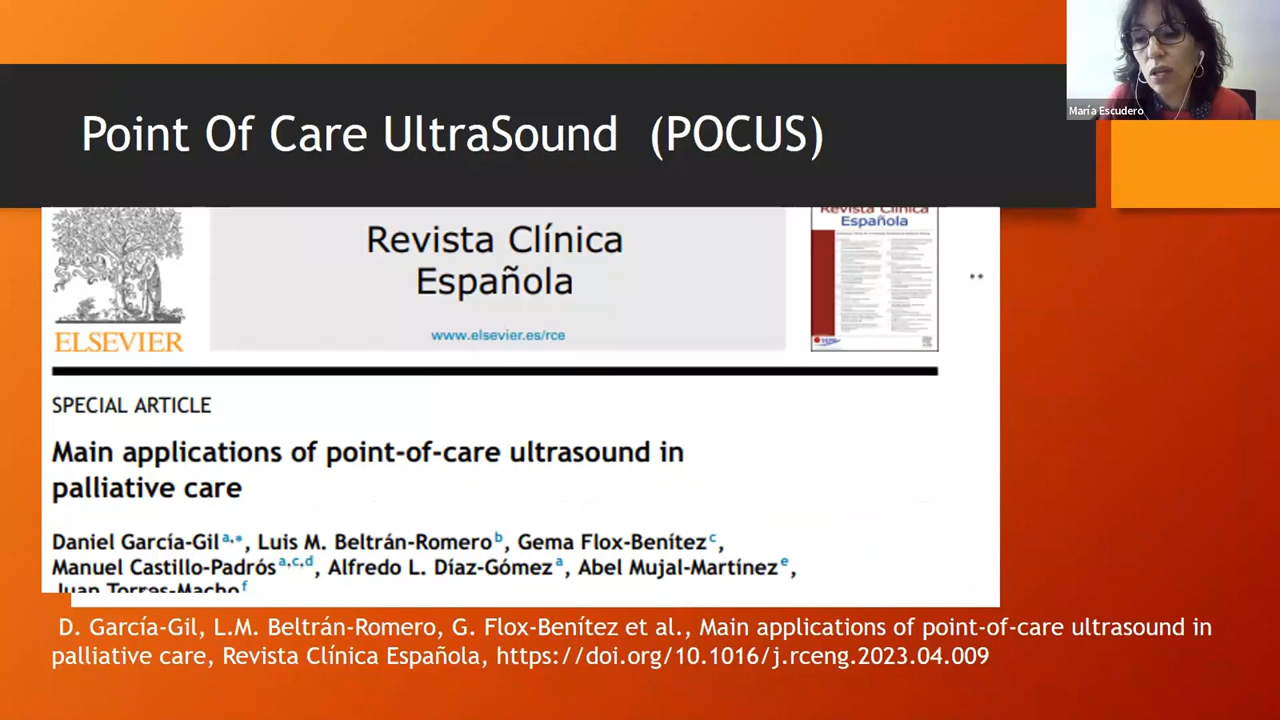 María Escudero
Point Of Care UltraSound (POCUS)
ELSEVIER
Revista Clínica
Española
www.elsevier.es/rce
Revista Clínica
Española
SPECIAL ARTICLE
Main applications of point-of-care ultrasound in
palliative care
Daniel García-Gil a,*, Luis M. Beltrán-Romero b, Gema Flox-Benítez c,
Manuel Castillo-Padrós a,c,d, Alfredo L. Díaz-Gómez a, Abel Mujal-Martínez e,
Juan Torres-Macho f
D. García-Gil, L.M. Beltrán-Romero, G. Flox-Benítez et al., Main applications of point-of-care ultrasound in
palliative care, Revista Clínica Española, https://doi.org/10.1016/j.rceng.2023.04.009